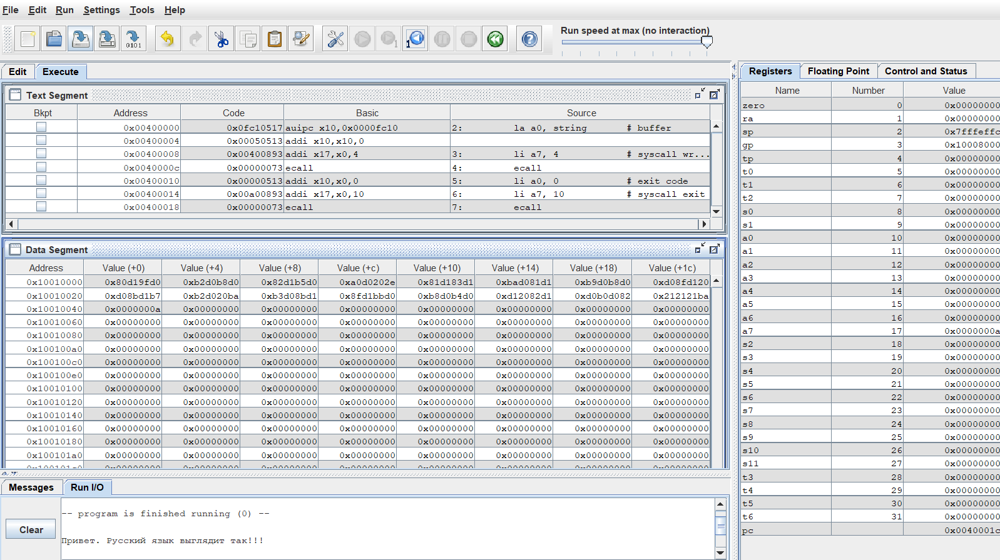 File Edit Run Settings Tools Help
Run speed at max (no interaction)
Edit Execute
Text Segment
Bkpt Address Code Basic Source
0x00400000 0x0fc10517 auipc x10,0x0000fc10 2: la a0, string # buffer
0x00400004 0x00050513 addi x10,x10,0
0x00400008 0x00400893 addi x17,x0,4 3: li a7, 4 # syscall wr...
0x0040000c 0x00000073 ecall 4: ecall
0x00400010 0x00000513 addi x10,x0,0 5: li a0, 0 # exit code
0x00400014 0x00a00893 addi x17,x0,10 6: li a7, 10 # syscall exit
0x00400018 0x00000073 ecall 7: ecall
Data Segment
Address Value (+0) Value (+4) Value (+8) Value (+c) Value (+10) Value (+14) Value (+18) Value (+1c)
0x10010000 0x80d19fd0 0xb2d0b8d0 0x82d1b5d0 0xa0d0202e 0x81d183d1 0xbad081d1 0xb9d0b8d0 0xd08fd120
0x10010020 0xd08bd1b7 0xb2d020ba 0xb3d08bd1 0x8fd1bbd0 0xb8d0b4d0 0xd12082d1 0xd0b0d082 0x212121ba
0x10010040 0x0000000a 0x00000000 0x00000000 0x00000000 0x00000000 0x00000000 0x00000000 0x00000000
0x10010060 0x00000000 0x00000000 0x00000000 0x00000000 0x00000000 0x00000000 0x00000000 0x00000000
0x10010080 0x00000000 0x00000000 0x00000000 0x00000000 0x00000000 0x00000000 0x00000000 0x00000000
0x100100a0 0x00000000 0x00000000 0x00000000 0x00000000 0x00000000 0x00000000 0x00000000 0x00000000
0x100100c0 0x00000000 0x00000000 0x00000000 0x00000000 0x00000000 0x00000000 0x00000000 0x00000000
0x100100e0 0x00000000 0x00000000 0x00000000 0x00000000 0x00000000 0x00000000 0x00000000 0x00000000
0x10010100 0x00000000 0x00000000 0x00000000 0x00000000 0x00000000 0x00000000 0x00000000 0x00000000
0x10010120 0x00000000 0x00000000 0x00000000 0x00000000 0x00000000 0x00000000 0x00000000 0x00000000
0x10010140 0x00000000 0x00000000 0x00000000 0x00000000 0x00000000 0x00000000 0x00000000 0x00000000
0x10010160 0x00000000 0x00000000 0x00000000 0x00000000 0x00000000 0x00000000 0x00000000 0x00000000
0x10010180 0x00000000 0x00000000 0x00000000 0x00000000 0x00000000 0x00000000 0x00000000 0x00000000
0x100101a0 0x00000000 0x00000000 0x00000000 0x00000000 0x00000000 0x00000000 0x00000000 0x00000000
Messages Run I/O
Clear
-- program is finished running (0) --
Привет. Русский язык выглядит так!!!
Registers Floating Point Control and Status
Name Number Value
zero 0 0x00000000
ra 1 0x00000000
sp 2 0x7fffeffc
gp 3 0x10008000
tp 4 0x00000000
t0 5 0x00000000
t1 6 0x00000000
t2 7 0x00000000
s0 8 0x00000000
s1 9 0x00000000
a0 10 0x00000000
a1 11 0x00000000
a2 12 0x00000000
a3 13 0x00000000
a4 14 0x00000000
a5 15 0x00000000
a6 16 0x00000000
a7 17 0x0000000a
s2 18 0x00000000
s3 19 0x00000000
s4 20 0x00000000
s5 21 0x00000000
s6 22 0x00000000
s7 23 0x00000000
s8 24 0x00000000
s9 25 0x00000000
s10 26 0x00000000
s11 27 0x00000000
t3 28 0x00000000
t4 29 0x00000000
t5 30 0x00000000
t6 31 0x00000000
pc 0x0040001c